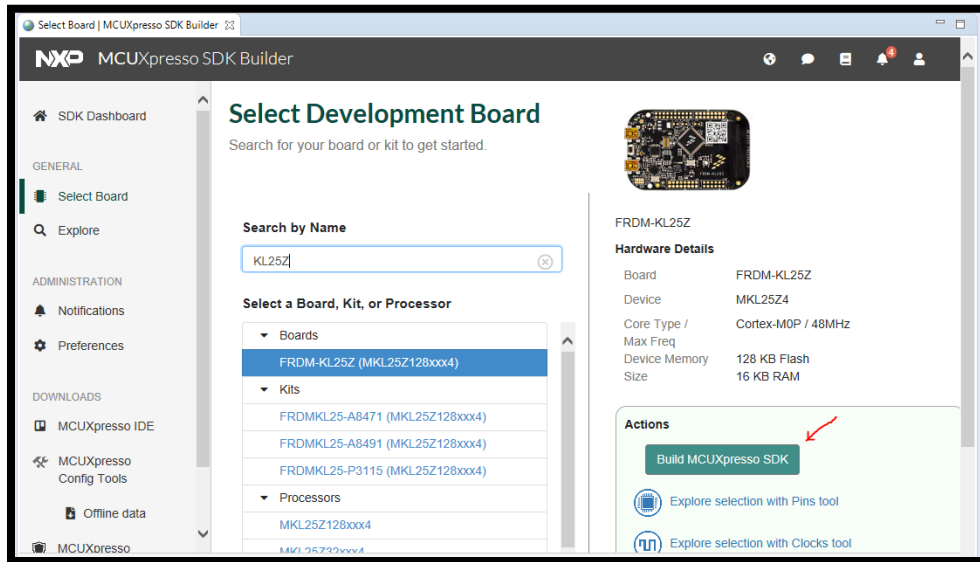 Select Board | MCUXpresso SDK Builder
NXP MCUXpresso SDK Builder
4
SDK Dashboard
GENERAL
Select Board
Explore
ADMINISTRATION
Notifications
Preferences
DOWNLOADS
MCUXpresso IDE
MCUXpresso
Config Tools
Offline data
MCUXpresso
Select Development Board
Search for your board or kit to get started.
Search by Name
KL25Z
Select a Board, Kit, or Processor
Boards
FRDM-KL25Z (MKL25Z128xxx4)
Kits
FRDMKL25-A8471 (MKL25Z128xxx4)
FRDMKL25-A8491 (MKL25Z128xxx4)
FRDMKL25-P3115 (MKL25Z128xxx4)
Processors
MKL25Z128xxx4
MKL25Z32xxx4
FRDM-KL25Z
FRDM-KL25Z
Hardware Details
Board FRDM-KL25Z
Device MKL25Z4
Core Type / Cortex-M0P / 48MHz
Max Freq
Device Memory 128 KB Flash
Size 16 KB RAM
Actions
Build MCUXpresso SDK
Explore selection with Pins tool
Explore selection with Clocks tool